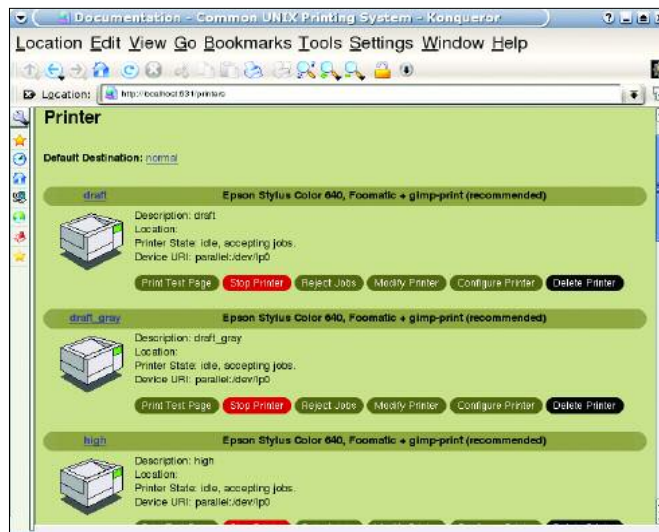 Documentation - Common UNIX Printing System - Konqueror
Location Edit View Go Bookmarks Tools Settings Window Help
Location: http://localhost:631/printers
Printer
Default Destination: normal
draft Epson Stylus Color 640, Foomatic + gimp-print (recommended)
Description: draft
Location:
Printer State: idle, accepting jobs.
Device URI: parallel:/dev/lp0
Print Test Page Stop Printer Reject Jobs Modify Printer Configure Printer Delete Printer
draft_gray Epson Stylus Color 640, Foomatic + gimp-print (recommended)
Description: draft_gray
Location:
Printer State: idle, accepting jobs.
Device URI: parallel:/dev/lp0
Print Test Page Stop Printer Reject Jobs Modify Printer Configure Printer Delete Printer
high Epson Stylus Color 640, Foomatic + gimp-print (recommended)
Description: high
Location:
Printer State: idle, accepting jobs.
Device URI: parallel:/dev/lp0